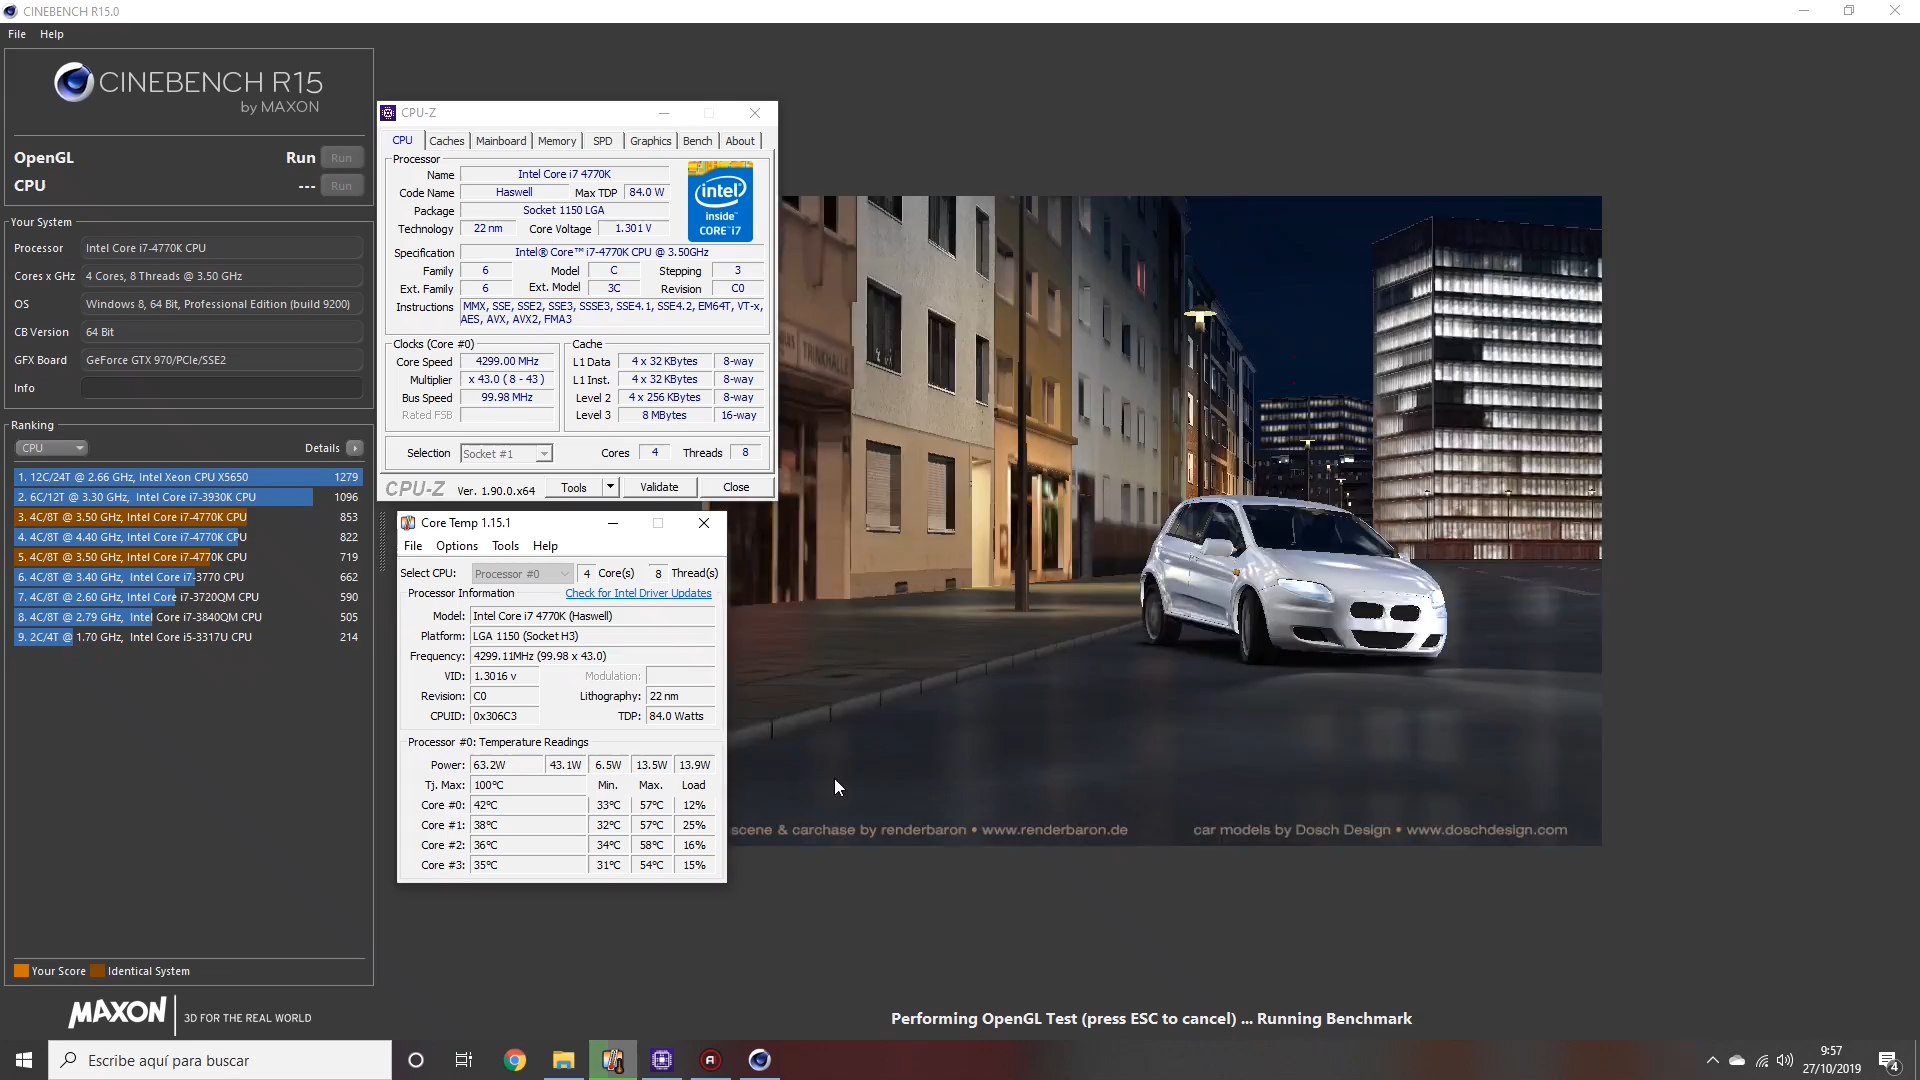 CINEBENCH R15.0
File Help
CINEBENCH R15
by MAXON
OpenGL Run Run
CPU --- Run
Your System
Processor Intel Core i7-4770K CPU
Cores x GHz 4 Cores, 8 Threads @ 3.50 GHz
OS Windows 8, 64 Bit, Professional Edition (build 9200)
CB Version 64 Bit
GFX Board GeForce GTX 970/PCIe/SSE2
Info
Ranking
CPU Details
1. 12C/24T @ 2.66 GHz, Intel Xeon CPU X5650 1279
2. 6C/12T @ 3.30 GHz, Intel Core i7-3930K CPU 1096
3. 4C/8T @ 3.50 GHz, Intel Core i7-4770K CPU 853
4. 4C/8T @ 4.40 GHz, Intel Core i7-4770K CPU 822
5. 4C/8T @ 3.50 GHz, Intel Core i7-4770K CPU 719
6. 4C/8T @ 3.40 GHz, Intel Core i7-3770 CPU 662
7. 4C/8T @ 2.60 GHz, Intel Core i7-3720QM CPU 590
8. 4C/8T @ 2.79 GHz, Intel Core i7-3840QM CPU 505
9. 2C/4T @ 1.70 GHz, Intel Core i5-3317U CPU 214
Your Score Identical System
MAXON 3D FOR THE REAL WORLD
CPU-Z
CPU Caches Mainboard Memory SPD Graphics Bench About
Processor
Name Intel Core i7 4770K
Code Name Haswell Max TDP 84.0 W
Package Socket 1150 LGA
Technology 22 nm Core Voltage 1.301 V
intel inside™ CORE™ i7
Specification Intel® Core™ i7-4770K CPU @ 3.50GHz
Family 6 Model C Stepping 3
Ext. Family 6 Ext. Model 3C Revision C0
Instructions MMX, SSE, SSE2, SSE3, SSSE3, SSE4.1, SSE4.2, EM64T, VT-x,
AES, AVX, AVX2, FMA3
Clocks (Core #0) Cache
Core Speed 4299.00 MHz L1 Data 4 x 32 KBytes 8-way
Multiplier x 43.0 ( 8 - 43 ) L1 Inst. 4 x 32 KBytes 8-way
Bus Speed 99.98 MHz Level 2 4 x 256 KBytes 8-way
Rated FSB Level 3 8 MBytes 16-way
Selection Socket #1 Cores 4 Threads 8
CPU-Z Ver. 1.90.0.x64 Tools Validate Close
Core Temp 1.15.1
File Options Tools Help
Select CPU: Processor #0 4 Core(s) 8 Thread(s)
Processor Information Check for Intel Driver Updates
Model: Intel Core i7 4770K (Haswell)
Platform: LGA 1150 (Socket H3)
Frequency: 4299.11MHz (99.98 x 43.0)
VID: 1.3016 v Modulation:
Revision: C0 Lithography: 22 nm
CPUID: 0x306C3 TDP: 84.0 Watts
Processor #0: Temperature Readings
Power: 63.2W 43.1W 6.5W 13.5W 13.9W
Tj. Max: 100°C Min. Max. Load
Core #0: 42°C 33°C 57°C 12%
Core #1: 38°C 32°C 57°C 25%
Core #2: 36°C 34°C 58°C 16%
Core #3: 35°C 31°C 54°C 15%
TRINKHALLE
scene & carchase by renderbaron • www.renderbaron.de car models by Dosch Design • www.doschdesign.com
Performing OpenGL Test (press ESC to cancel) ... Running Benchmark
Escribe aquí para buscar
9:57
27/10/2019
4